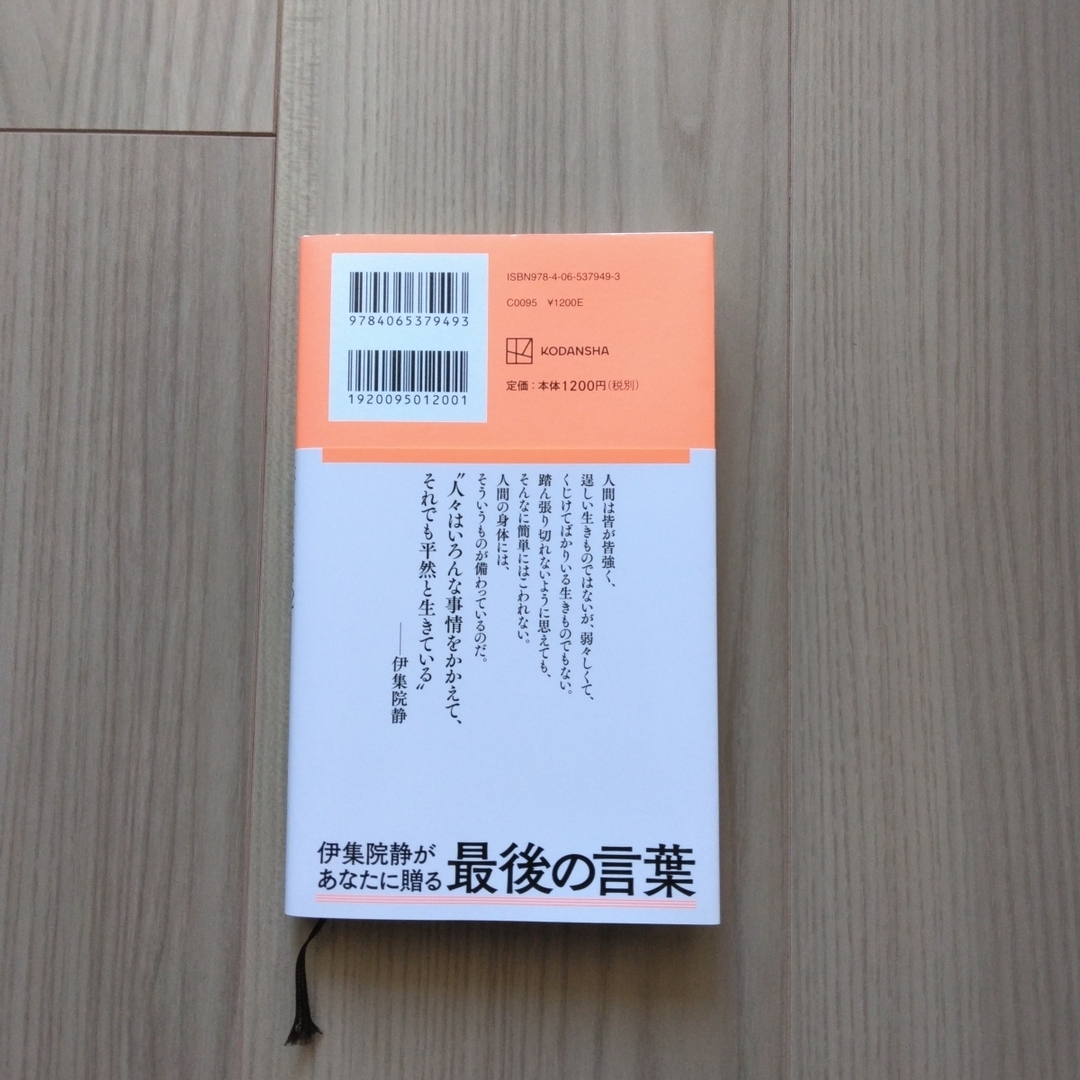 9784065379493
1920095012001
ISBN978-4-06-537949-3
C0095 ¥1200E
KODANSHA
定価：本体1200円（税別）
人間は皆が皆強く、
逞しい生きものではないが、弱々しくて、
くじけてばかりいる生きものでもない。
踏ん張り切れないように思えても、
そんなに簡単にはこわれない。
人間の身体には、
そういうものが備わっているのだ。
〝人々はいろんな事情をかかえて、
それでも平然と生きている〟
──伊集院静
伊集院静が
あなたに贈る
最後の言葉